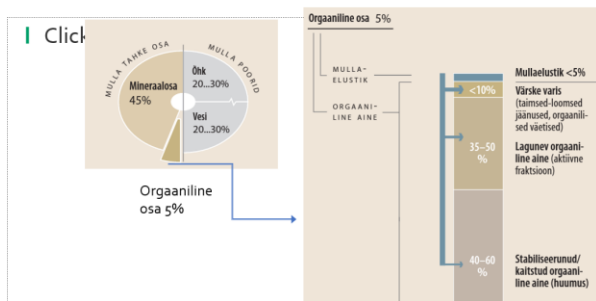 Click
MULLA TAHKE OSA
MULLA POORID
Mineraalosa
45%
Õhk
20...30%
Vesi
20...30%
Orgaaniline
osa 5%
Orgaaniline osa 5%
MULLA-
ELUSTIK
ORGAANI-
LINE AINE
Mullaelustik <5%
<10%
Värske varis
(taimsed-loomsed
jäänused, orgaanili-
sed väetised)
35–50
%
Lagunev orgaani-
line aine (aktiivne
fraktsioon)
40–60
%
Stabiliseerunud/
kaitstud orgaani-
line aine (huumus)